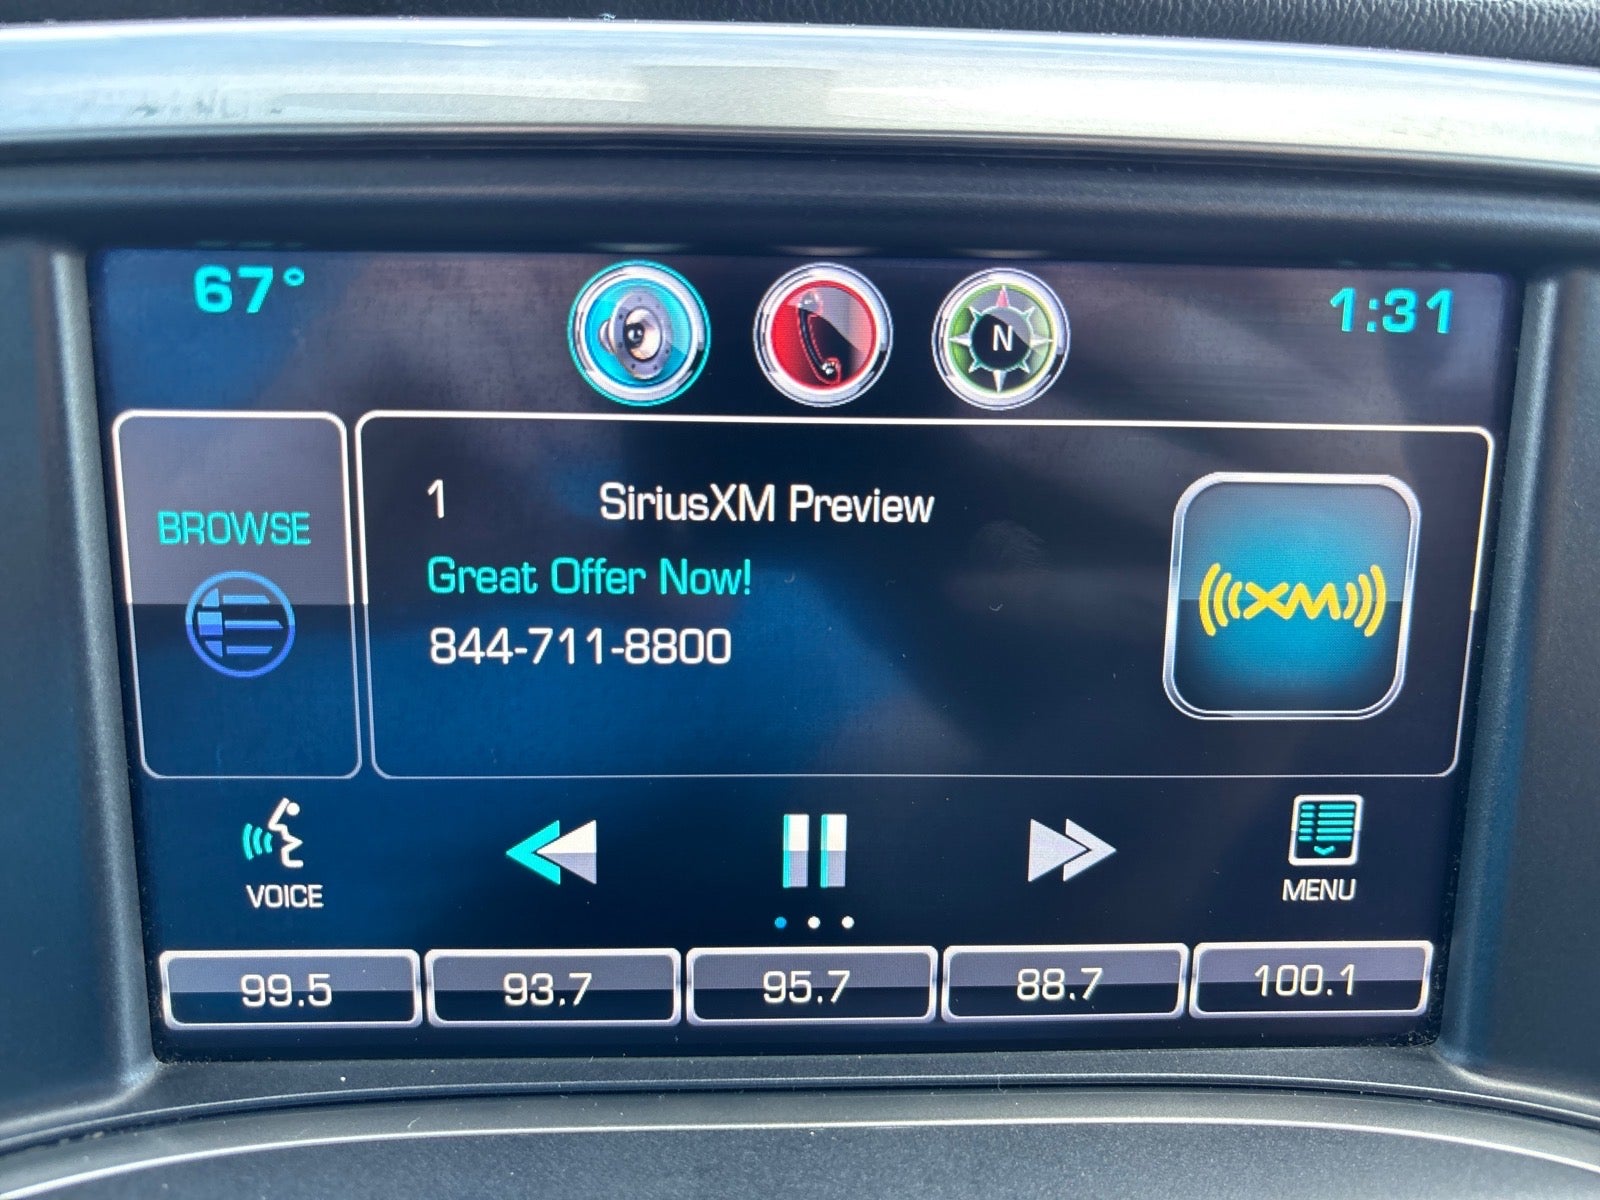 67°
N
1:31
BROWSE
1 SiriusXM Preview
Great Offer Now!
844-711-8800
XM
VOICE
MENU
99.5
93.7
95.7
88.7
100.1